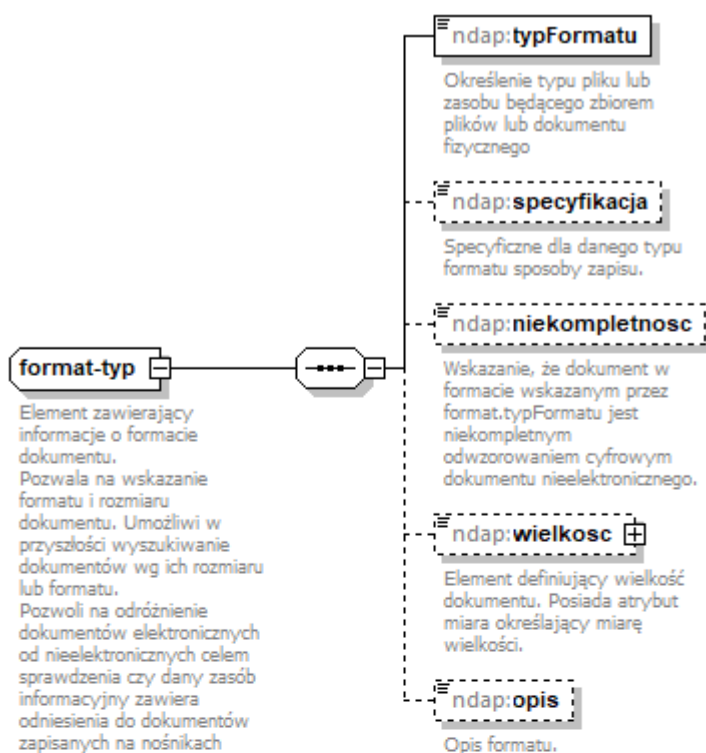 ndap:typFormatu
Określenie typu pliku lub
zasobu będącego zbiorem
plików lub dokumentu
fizycznego
ndap:specyfikacja
Specyficzne dla danego typu
formatu sposoby zapisu.
ndap:niekompletnosc
Wskazanie, że dokument w
formacie wskazanym przez
format.typFormatu jest
niekompletnym
odwzorowaniem cyfrowym
dokumentu nieelektronicznego.
format-typ
Element zawierający
informacje o formacie
dokumentu.
Pozwala na wskazanie
formatu i rozmiaru
dokumentu. Umożliwi w
przyszłości wyszukiwanie
dokumentów wg ich rozmiaru
lub formatu.
Pozwoli na odróżnienie
dokumentów elektronicznych
od nieelektronicznych celem
sprawdzenia czy dany zasób
informacyjny zawiera
odniesienia do dokumentów
zapisanych na nośnikach
ndap:wielkosc
Element definiujący wielkość
dokumentu. Posiada atrybut
miara określający miarę
wielkości.
ndap:opis
Opis formatu.